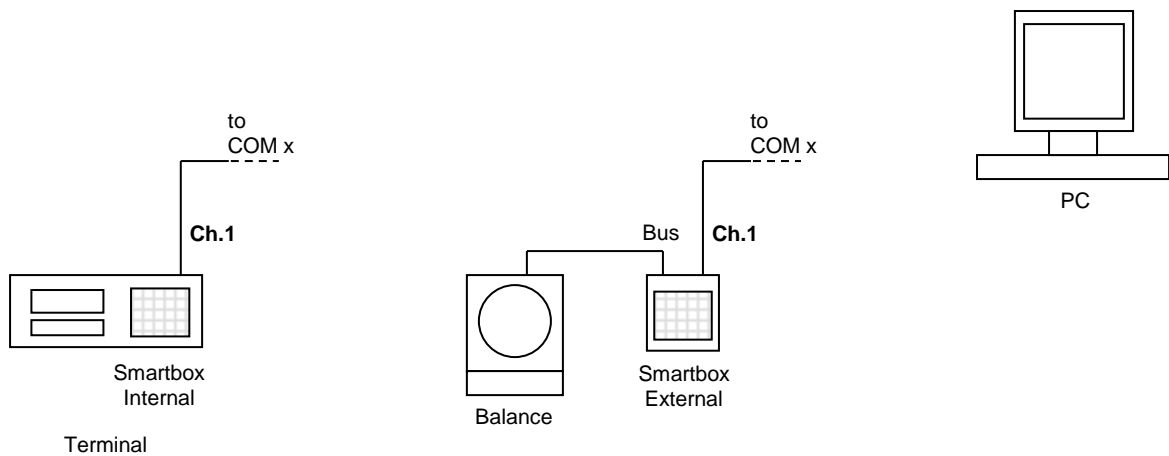 to
COM x
Ch.1
Smartbox
Internal
Terminal
to
COM x
Bus
Ch.1
Balance
Smartbox
External
PC